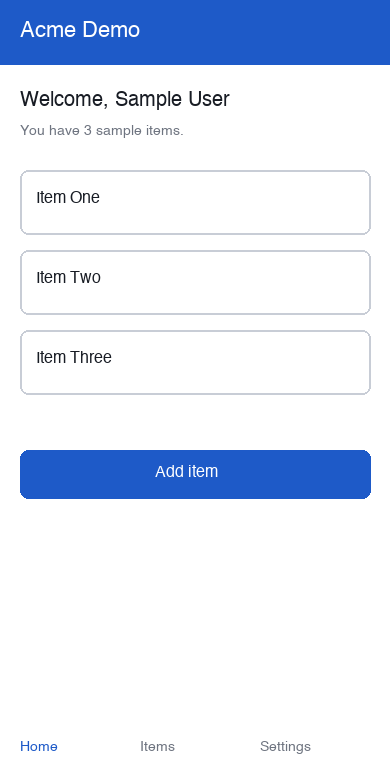 Acme Demo
Welcome, Sample User
You have 3 sample items.
Item One
Item Two
Item Three
Add item
Home Items Settings